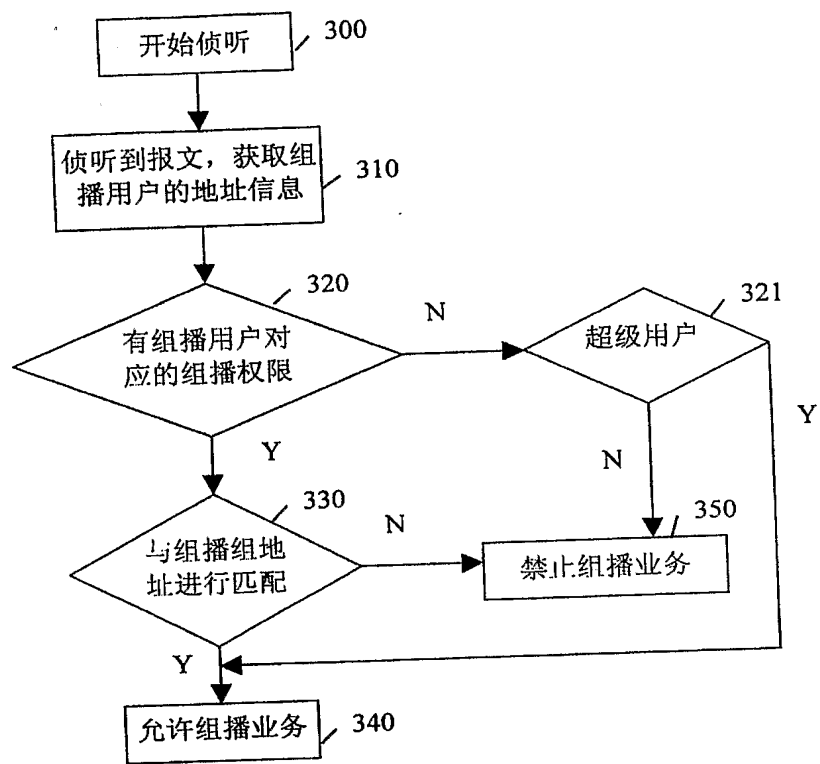 开始侦听
300
侦听到报文，获取组
播用户的地址信息
310
320
有组播用户对
应的组播权限
N
321
超级用户
Y
Y
N
330
与组播组地
址进行匹配
N
350
禁止组播业务
Y
允许组播业务
340